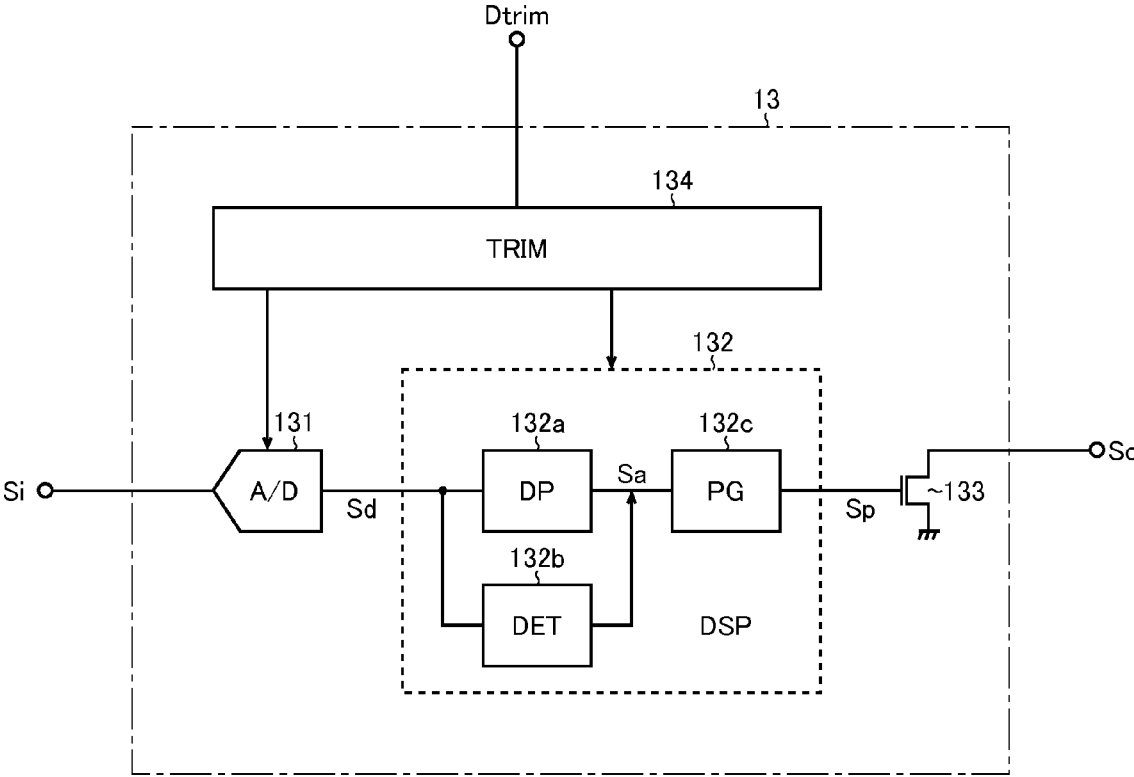 Dtrim
13
134
TRIM
132
131
132a
132c
Si
A/D
Sd
DP
Sa
PG
Sp
~133
So
132b
DET
DSP